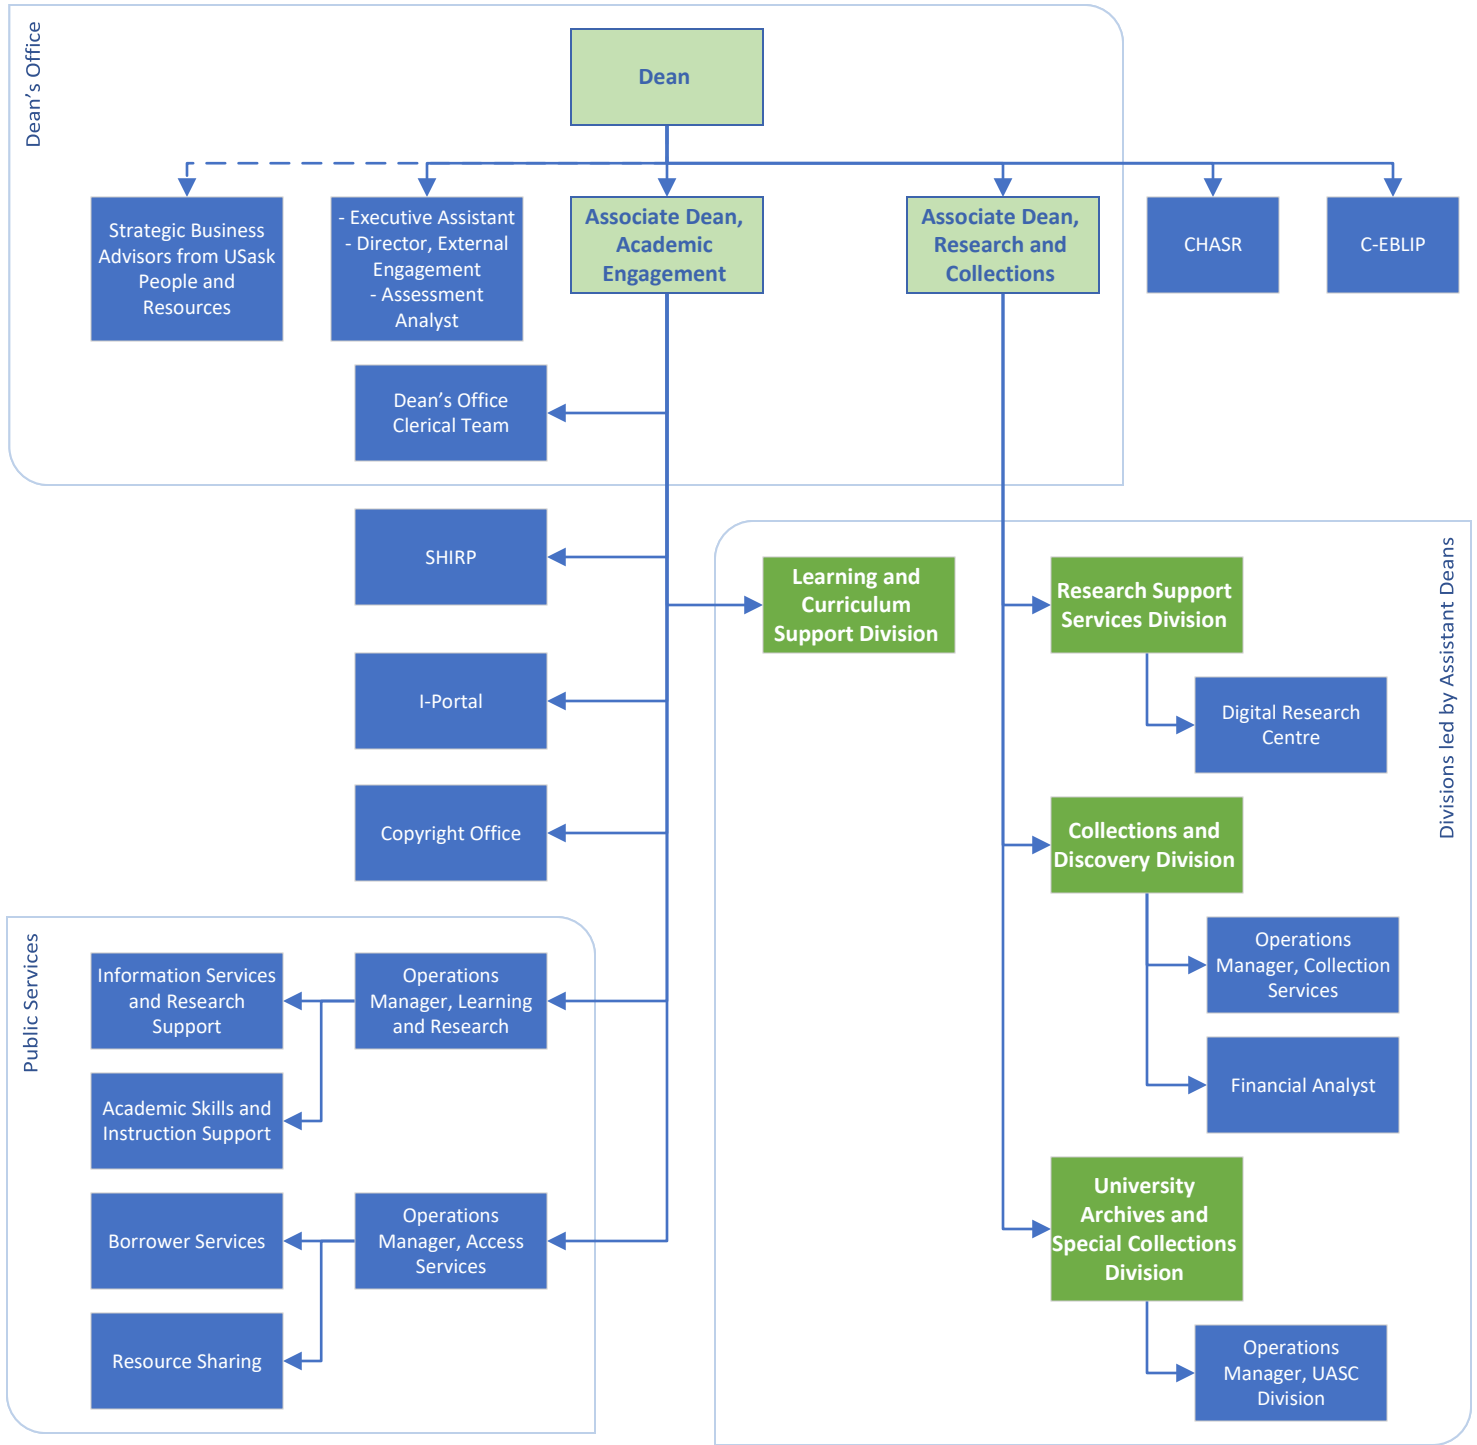 Dean's Office
Dean
Strategic Business
Advisors from USask
People and
Resources
- Executive Assistant
- Director, External
Engagement
- Assessment
Analyst
Associate Dean,
Academic
Engagement
Associate Dean,
Research and
Collections
CHASR
C-EBLIP
Dean's Office
Clerical Team
SHIRP
I-Portal
Copyright Office
Divisions led by Assistant Deans
Learning and
Curriculum
Support Division
Research Support
Services Division
Digital Research
Centre
Collections and
Discovery Division
Operations
Manager, Collection
Services
Financial Analyst
University
Archives and
Special Collections
Division
Operations
Manager, UASC
Division
Public Services
Information Services
and Research
Support
Operations
Manager, Learning
and Research
Academic Skills and
Instruction Support
Borrower Services
Operations
Manager, Access
Services
Resource Sharing